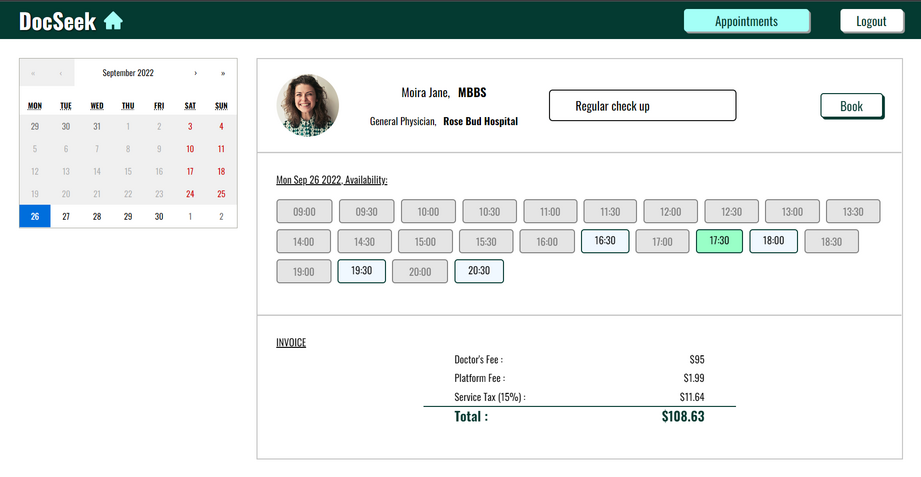 DocSeek
Appointments
Logout
« ‹ September 2022 › »
MON TUE WED THU FRI SAT SUN
29 30 31 1 2 3 4
5 6 7 8 9 10 11
12 13 14 15 16 17 18
19 20 21 22 23 24 25
26 27 28 29 30 1 2
Moira Jane, MBBS
General Physician, Rose Bud Hospital
Regular check up
Book
Mon Sep 26 2022, Availability:
09:00 09:30 10:00 10:30 11:00 11:30 12:00 12:30 13:00 13:30
14:00 14:30 15:00 15:30 16:00 16:30 17:00 17:30 18:00 18:30
19:00 19:30 20:00 20:30
INVOICE
Doctor's Fee : $95
Platform Fee : $1.99
Service Tax (15%) : $11.64
Total : $108.63